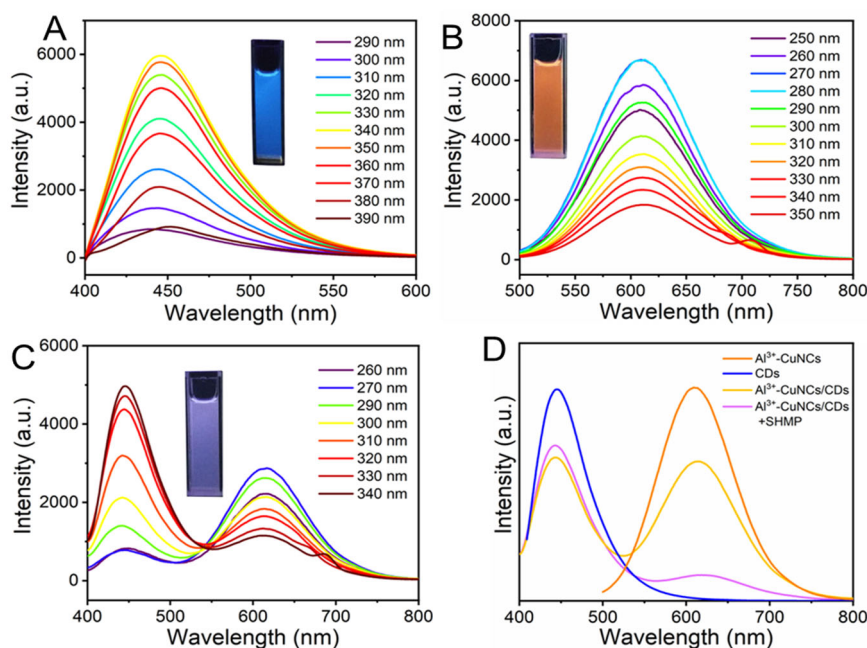 A
Intensity (a.u.)
6000
4000
2000
0
400
450
500
550
600
Wavelength (nm)
290 nm
300 nm
310 nm
320 nm
330 nm
340 nm
350 nm
360 nm
370 nm
380 nm
390 nm
B
Intensity (a.u.)
8000
6000
4000
2000
0
500
550
600
650
700
750
800
Wavelength (nm)
250 nm
260 nm
270 nm
280 nm
290 nm
300 nm
310 nm
320 nm
330 nm
340 nm
350 nm
C
Intensity (a.u.)
6000
5000
4000
3000
2000
1000
0
400
500
600
700
800
Wavelength (nm)
260 nm
270 nm
290 nm
300 nm
310 nm
320 nm
330 nm
340 nm
D
Intensity (a.u.)
400
500
600
700
800
Wavelength (nm)
Al³⁺-CuNCs
CDs
Al³⁺-CuNCs/CDs
Al³⁺-CuNCs/CDs
+SHMP